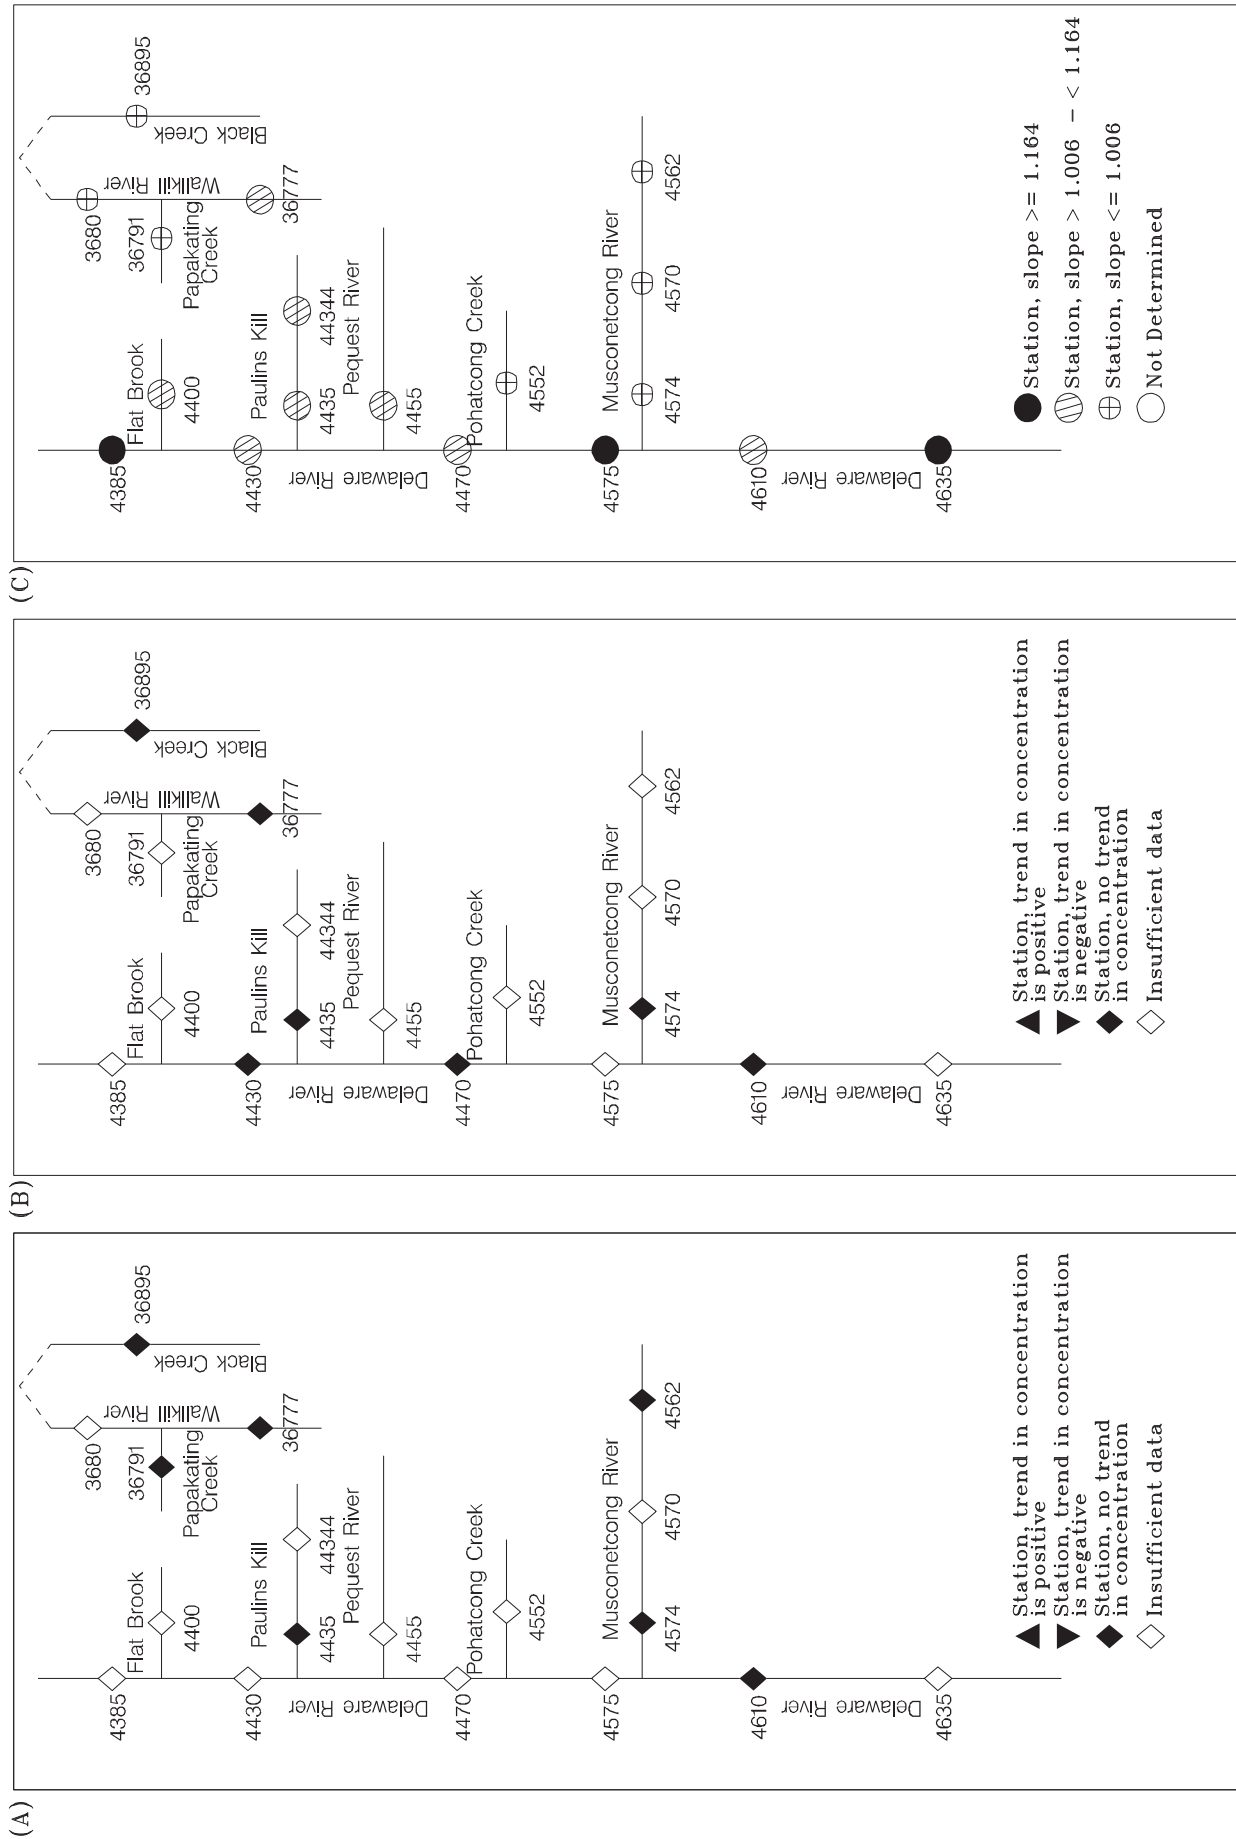 (A)
4385
Flat Brook
4400
3680
36791
Papakating
Creek
Wallkill
River
36777
Black Creek
36895
4430
Paulins Kill
4435
44344
Delaware
River
Pequest River
4455
4470
Pohatcong Creek
4552
4575
Musconetcong River
4574
4570
4562
4610
Delaware
River
4635
Station, trend in concentration
is positive
Station, trend in concentration
is negative
Station, no trend
in concentration
Insufficient data
(B)
4385
Flat Brook
4400
3680
36791
Papakating
Creek
Wallkill
River
36777
Black Creek
36895
4430
Paulins Kill
4435
44344
Delaware
River
Pequest River
4455
4470
Pohatcong Creek
4552
4575
Musconetcong River
4574
4570
4562
4610
Delaware
River
4635
Station, trend in concentration
is positive
Station, trend in concentration
is negative
Station, no trend
in concentration
Insufficient data
(C)
4385
Flat Brook
4400
3680
36791
Papakating
Creek
Wallkill
River
36777
Black Creek
36895
4430
Paulins Kill
4435
44344
Delaware
River
Pequest River
4455
4470
Pohatcong Creek
4552
4575
Musconetcong River
4574
4570
4562
4610
Delaware
River
4635
Station, slope >= 1.164
Station, slope > 1.006 - < 1.164
Station, slope <= 1.006
Not Determined